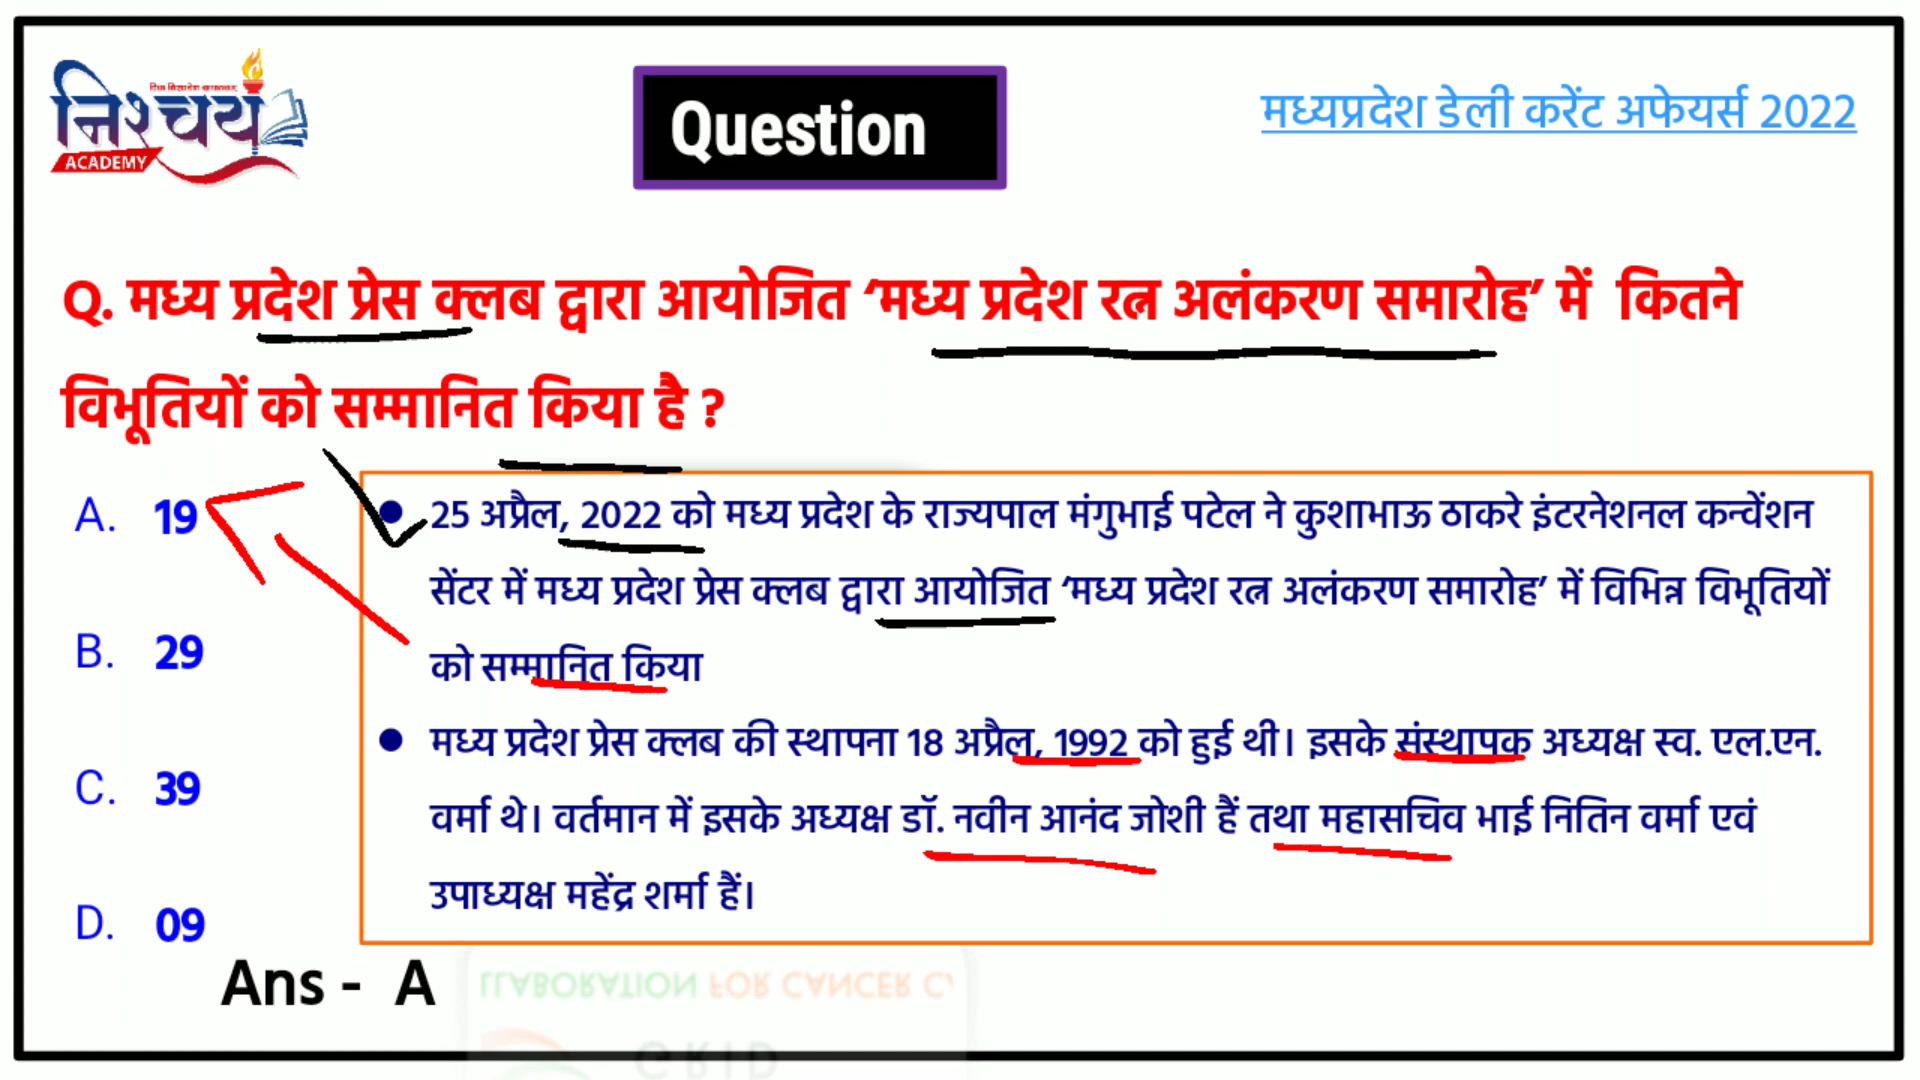 निश्चय
ACADEMY
Question
मध्यप्रदेश डेली करेंट अफेयर्स 2022
Q. मध्य प्रदेश प्रेस क्लब द्वारा आयोजित ‘मध्य प्रदेश रत्न अलंकरण समारोह’ में कितने
विभूतियों को सम्मानित किया है ?
A. 19
B. 29
C. 39
D. 09
● 25 अप्रैल, 2022 को मध्य प्रदेश के राज्यपाल मंगुभाई पटेल ने कुशाभाऊ ठाकरे इंटरनेशनल कन्वेंशन
सेंटर में मध्य प्रदेश प्रेस क्लब द्वारा आयोजित ‘मध्य प्रदेश रत्न अलंकरण समारोह’ में विभिन्न विभूतियों
को सम्मानित किया
● मध्य प्रदेश प्रेस क्लब की स्थापना 18 अप्रैल, 1992 को हुई थी। इसके संस्थापक अध्यक्ष स्व. एल.एन.
वर्मा थे। वर्तमान में इसके अध्यक्ष डॉ. नवीन आनंद जोशी हैं तथा महासचिव भाई नितिन वर्मा एवं
उपाध्यक्ष महेंद्र शर्मा हैं।
Ans - A
LLABORATION FOR CANCER C
GRID